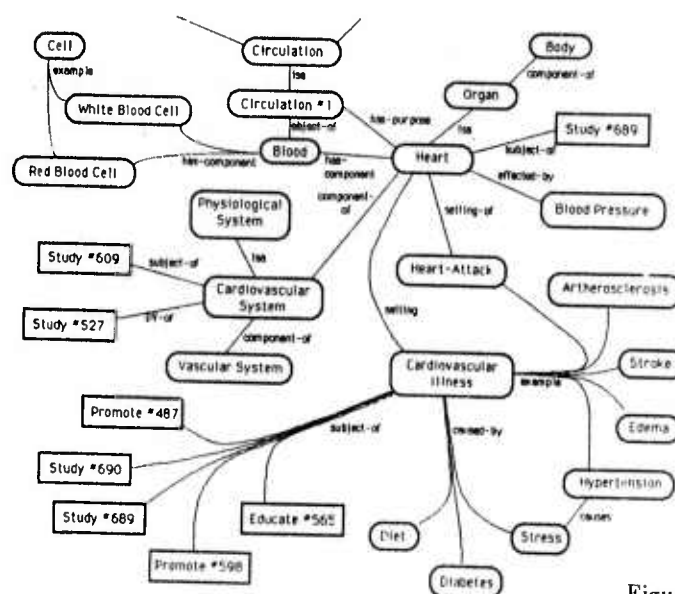 Circulation
Body
Cell
example
isa
component-of
Organ
White Blood Cell
Circulation #1
has-purpose
isa
Study #689
object-of
subject-of
Red Blood Cell
has-component
Blood
has-component
Heart
effected-by
Physiological System
component-of
Blood Pressure
setting-of
Study #609
subject-of
isa
Heart-Attack
Cardiovascular System
Artherosclerosis
Study #527
setting
component-of
Vascular System
Cardiovascular Illness
example
Stroke
Promote #487
subject-of
caused-by
Edema
Study #690
Hypertension
Study #689
Educate #565
causes
Diet
Stress
Promote #598
Diabetes